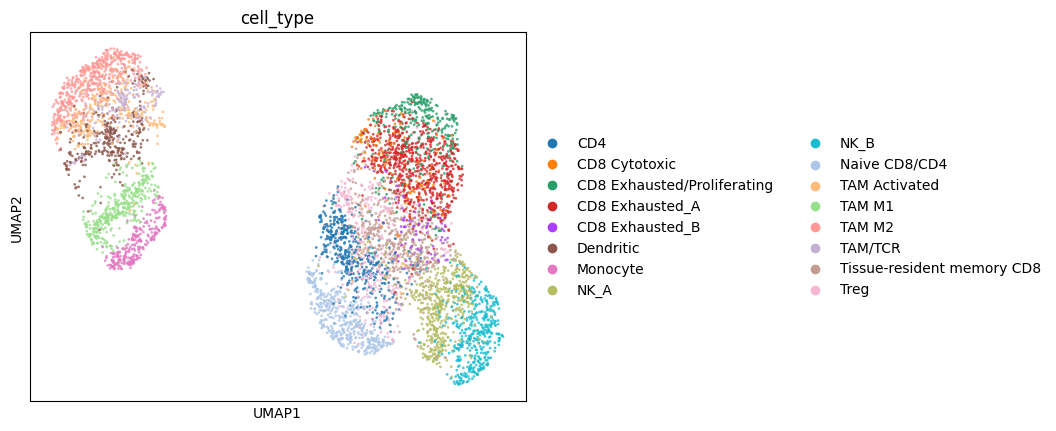 cell_type
UMAP2
UMAP1
CD4
CD8 Cytotoxic
CD8 Exhausted/Proliferating
CD8 Exhausted_A
CD8 Exhausted_B
Dendritic
Monocyte
NK_A
NK_B
Naive CD8/CD4
TAM Activated
TAM M1
TAM M2
TAM/TCR
Tissue-resident memory CD8
Treg